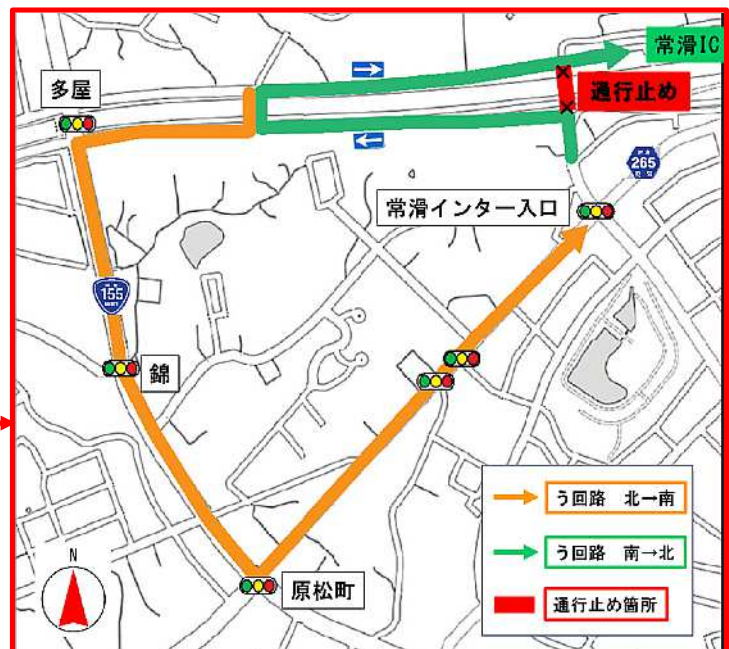 常滑IC
多屋
通行止め
265
常滑インター入口
155
錦
う回路 北→南
う回路 南→北
通行止め箇所
N
原松町